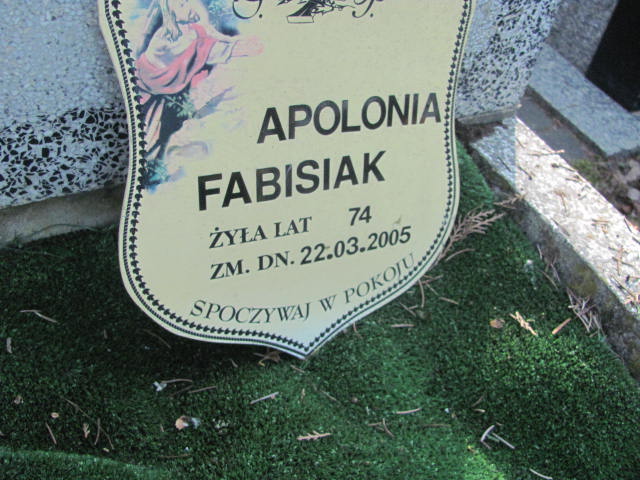 Ś. P.
APOLONIA
FABISIAK
ŻYŁA LAT 74
ZM. DN. 22.03.2005
SPOCZYWAJ W POKOJU